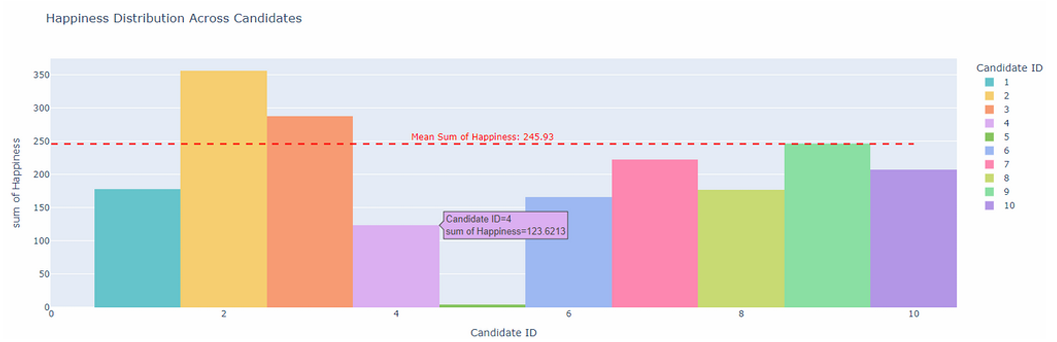 Happiness Distribution Across Candidates
Candidate ID
1
2
3
4
5
6
7
8
9
10
sum of Happiness
350
300
250
200
150
100
50
0
Mean Sum of Happiness: 245.93
Candidate ID=4
sum of Happiness=123.6213
0 2 4 6 8 10
Candidate ID